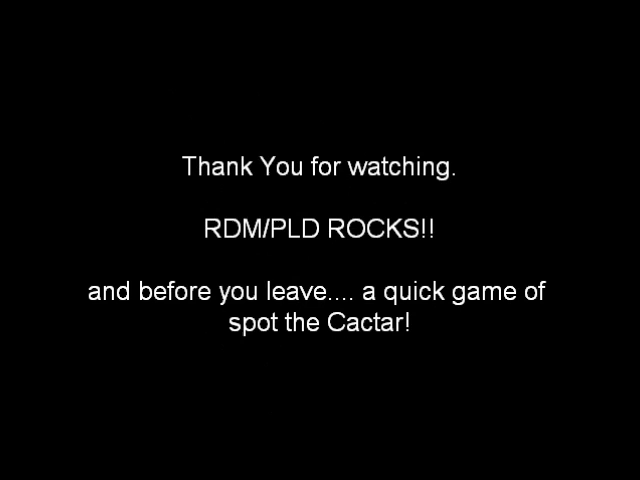 Thank You for watching.
RDM/PLD ROCKS!!
and before you leave.... a quick game of
spot the Cactar!